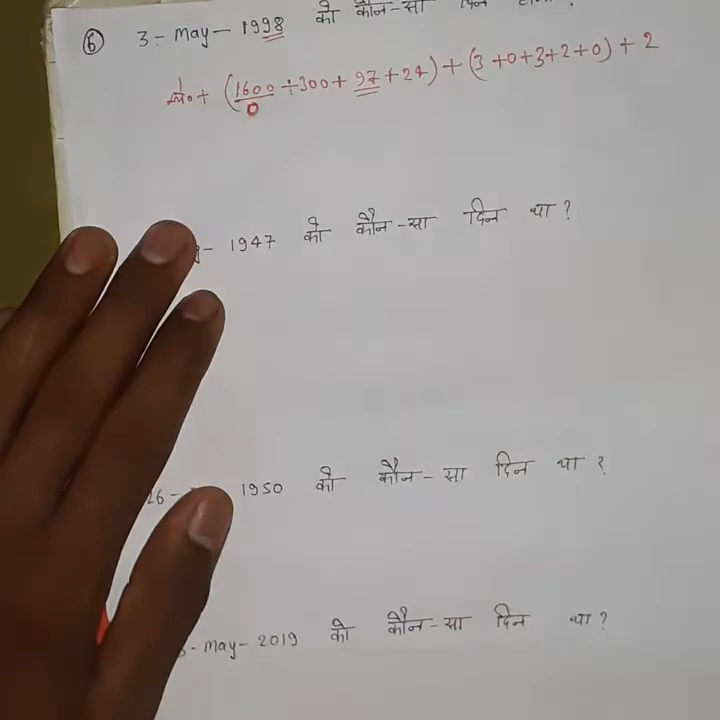 ⑥ 3 - May - 1998 को कौन-सा दिन
+ (1600 ÷ 300 + 97 + 24) + (3 + 0 + 3 + 2 + 0) + 2
0
- 1947 को कौन-सा दिन था ?
26 - 1950 को कौन-सा दिन था ?
- May - 2019 को कौन-सा दिन था ?